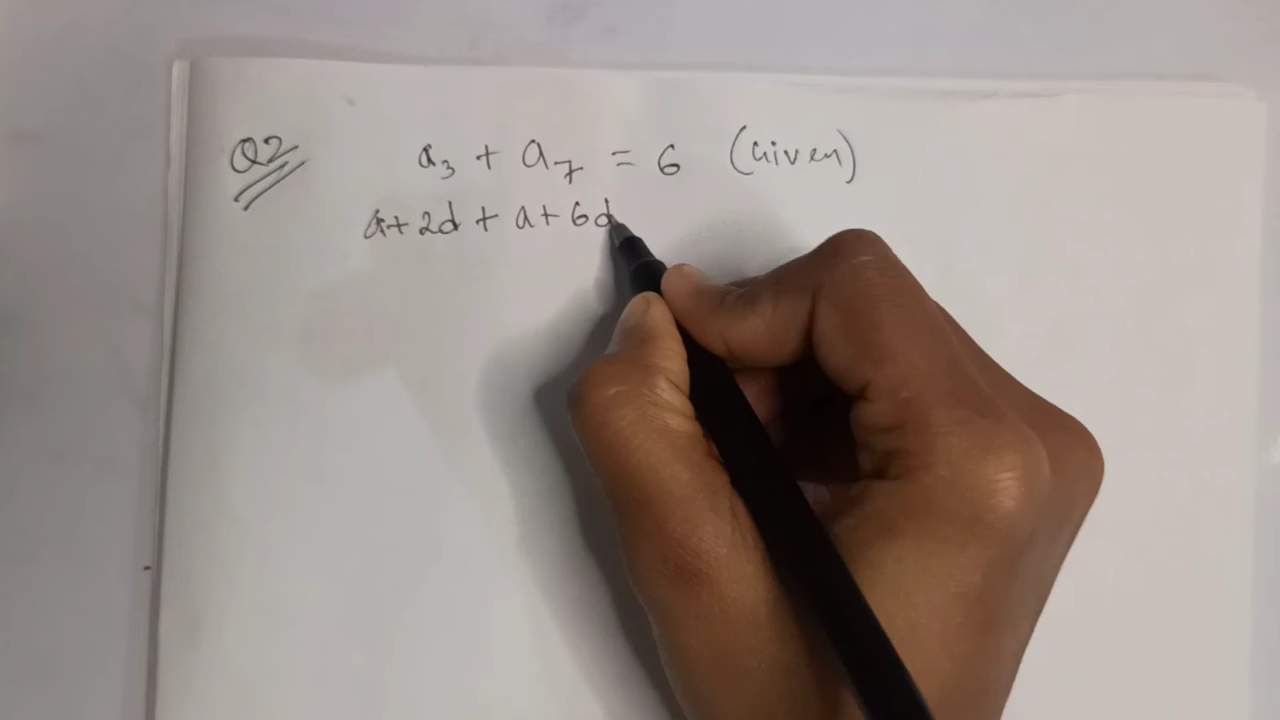 Q2 a₃ + a₇ = 6 (Given)
a+2d + a+6d